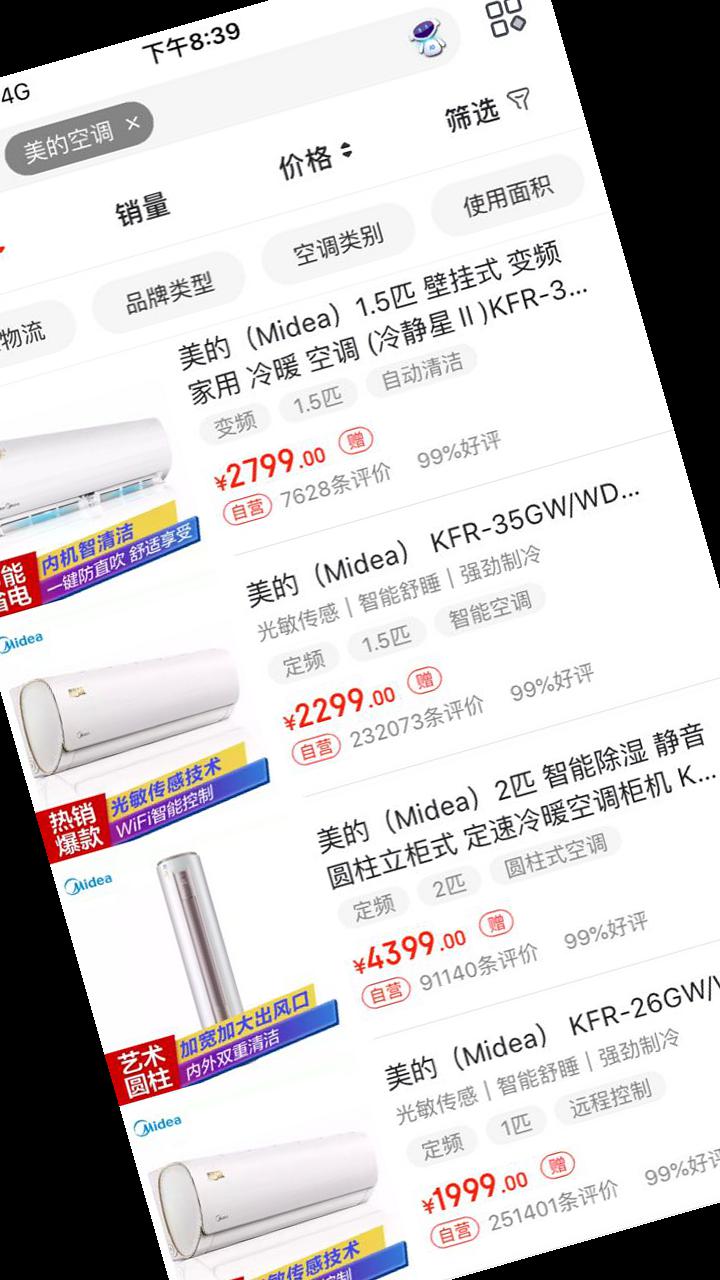 下午8:39
4G
美的空调 ×
销量
价格
筛选
物流
品牌类型
空调类别
使用面积
美的（Midea）1.5匹 壁挂式 变频
家用 冷暖 空调 (冷静星Ⅱ)KFR-3...
变频 1.5匹 自动清洁
¥2799.00 赠
自营 7628条评价 99%好评
内机智清洁
一键防直吹 舒适享受
能
省电
美的（Midea） KFR-35GW/WD...
光敏传感 | 智能舒睡 | 强劲制冷
定频 1.5匹 智能空调
¥2299.00 赠
自营 232073条评价 99%好评
Midea
光敏传感技术
WiFi智能控制
热销
爆款
美的（Midea）2匹 智能除湿 静音
圆柱立柜式 定速冷暖空调柜机 K...
定频 2匹 圆柱式空调
¥4399.00 赠
自营 91140条评价 99%好评
Midea
加宽加大出风口
内外双重清洁
艺术
圆柱
美的（Midea） KFR-26GW/
光敏传感 | 智能舒睡 | 强劲制冷
定频 1匹 远程控制
¥1999.00 赠
自营 251401条评价 99%好评
Midea
敏传感技术